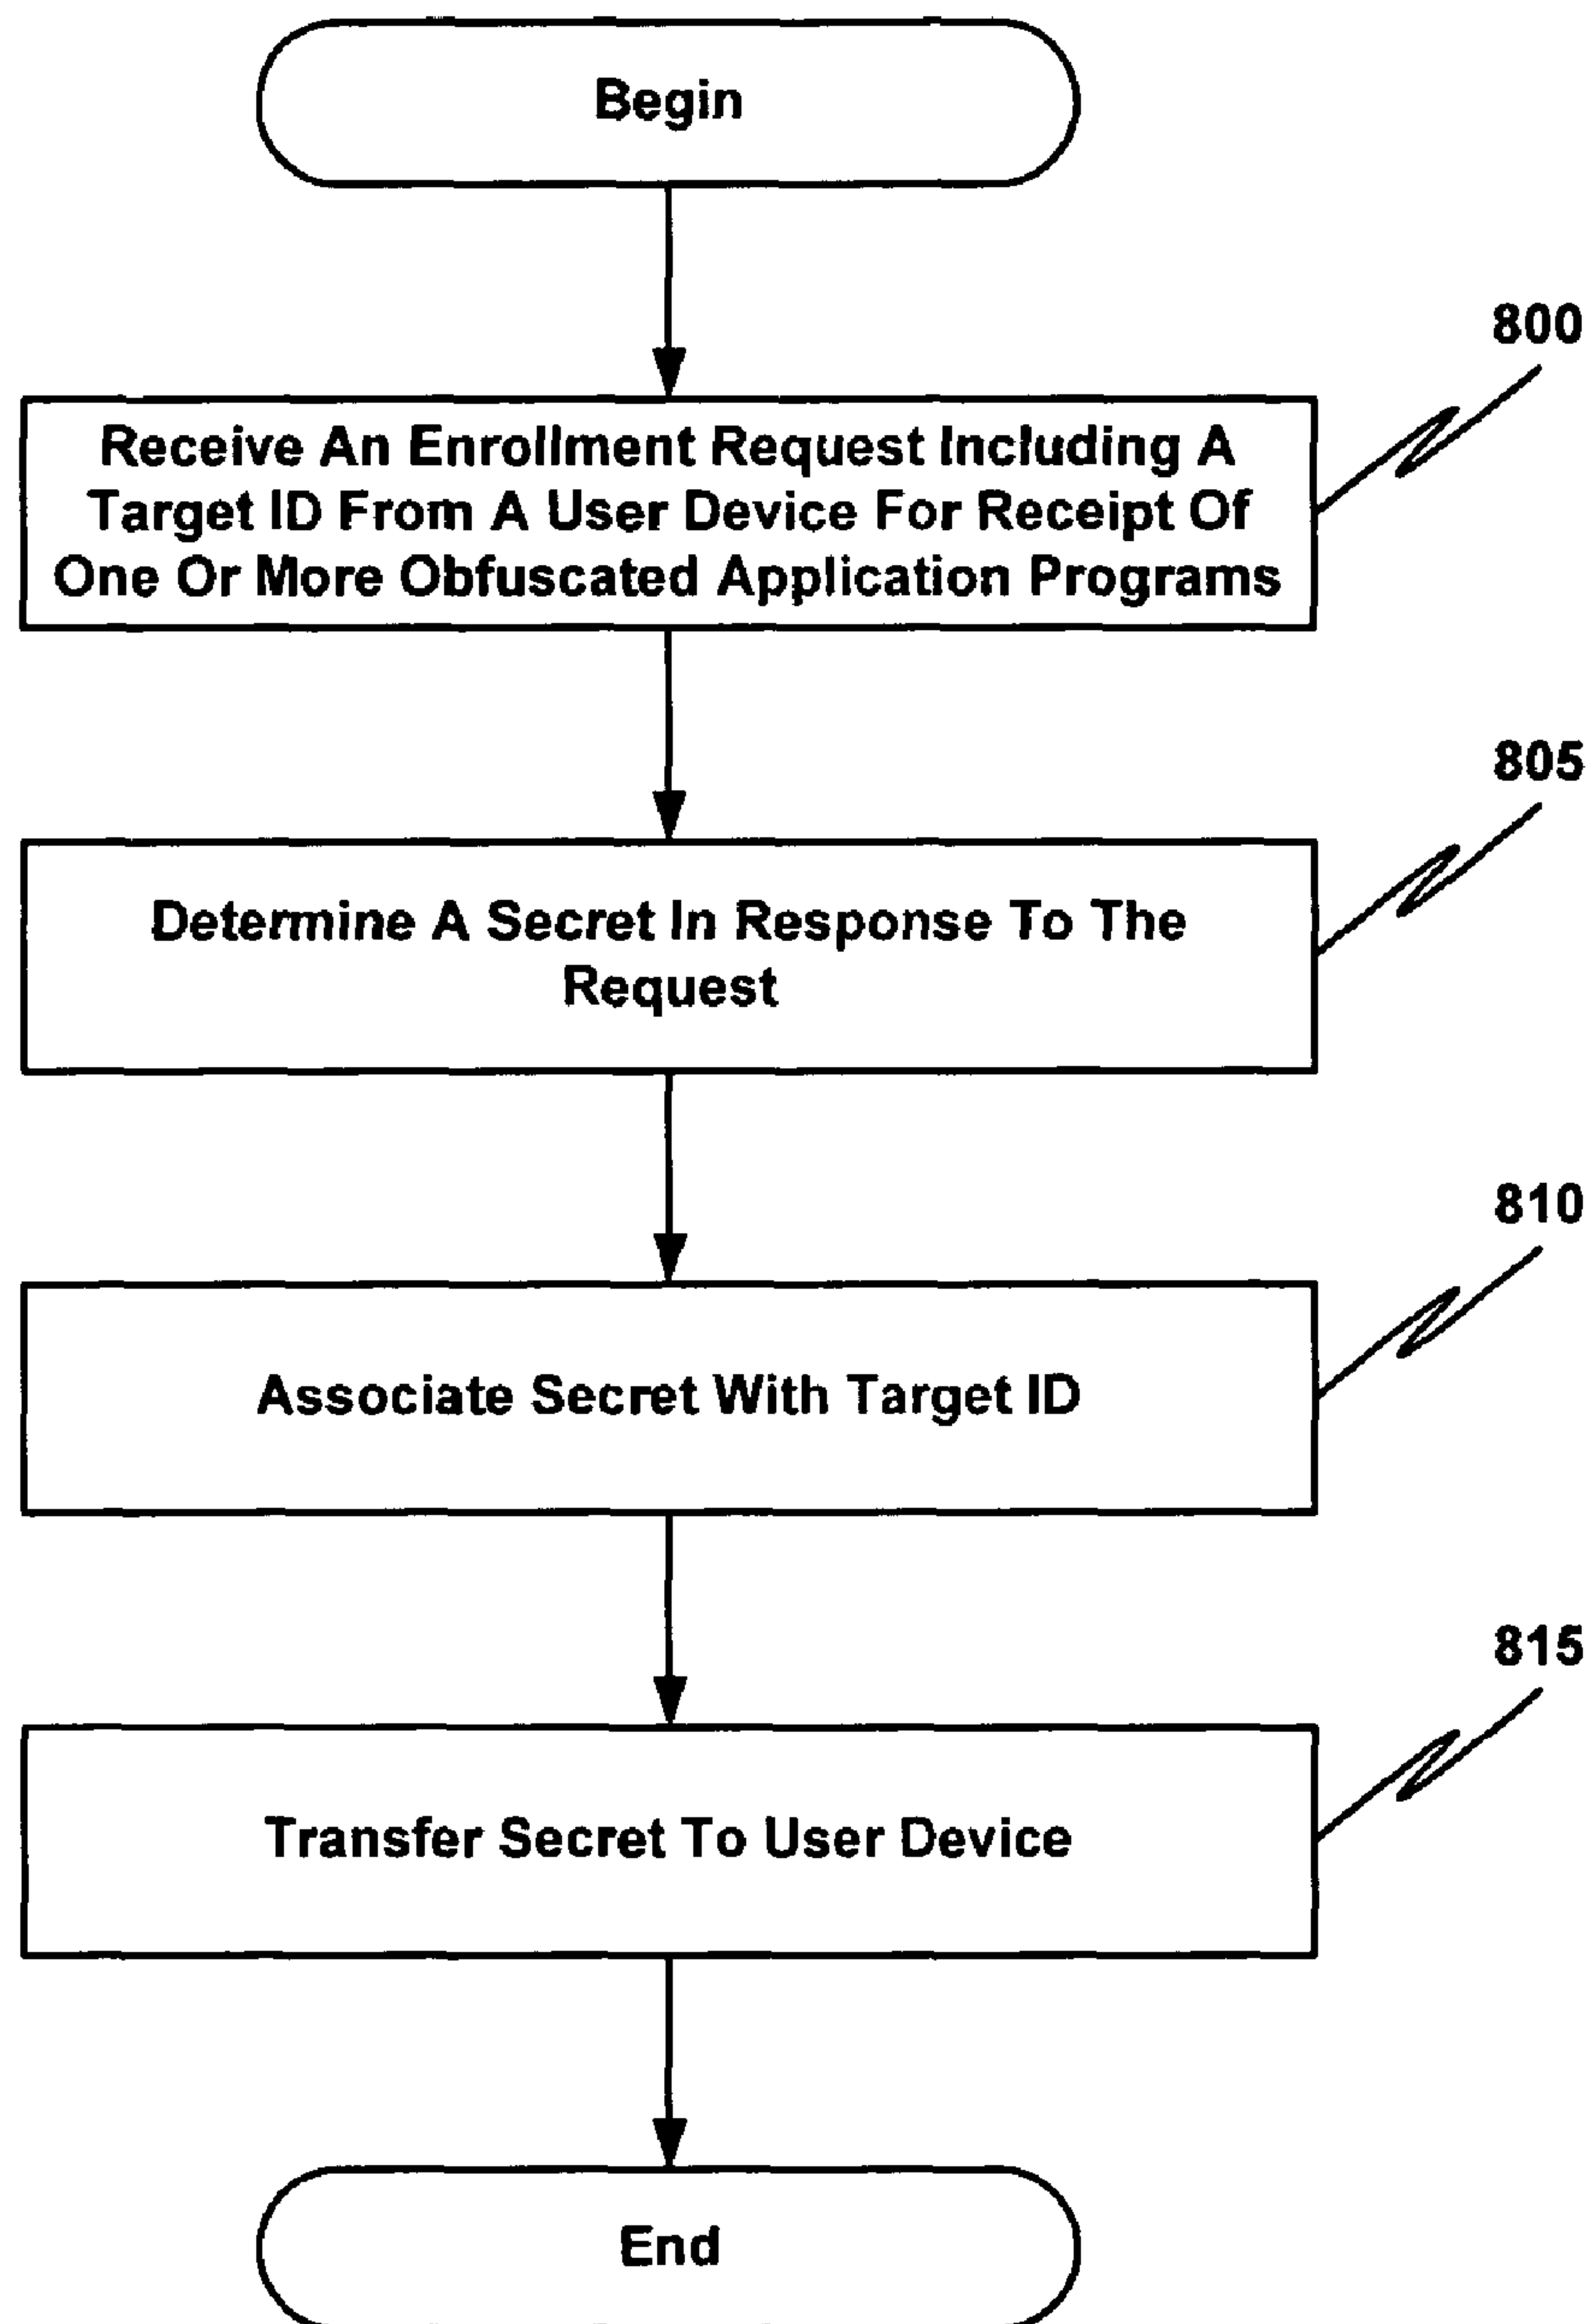 Begin
800
Receive An Enrollment Request Including A
Target ID From A User Device For Receipt Of
One Or More Obfuscated Application Programs
805
Determine A Secret In Response To The
Request
810
Associate Secret With Target ID
815
Transfer Secret To User Device
End